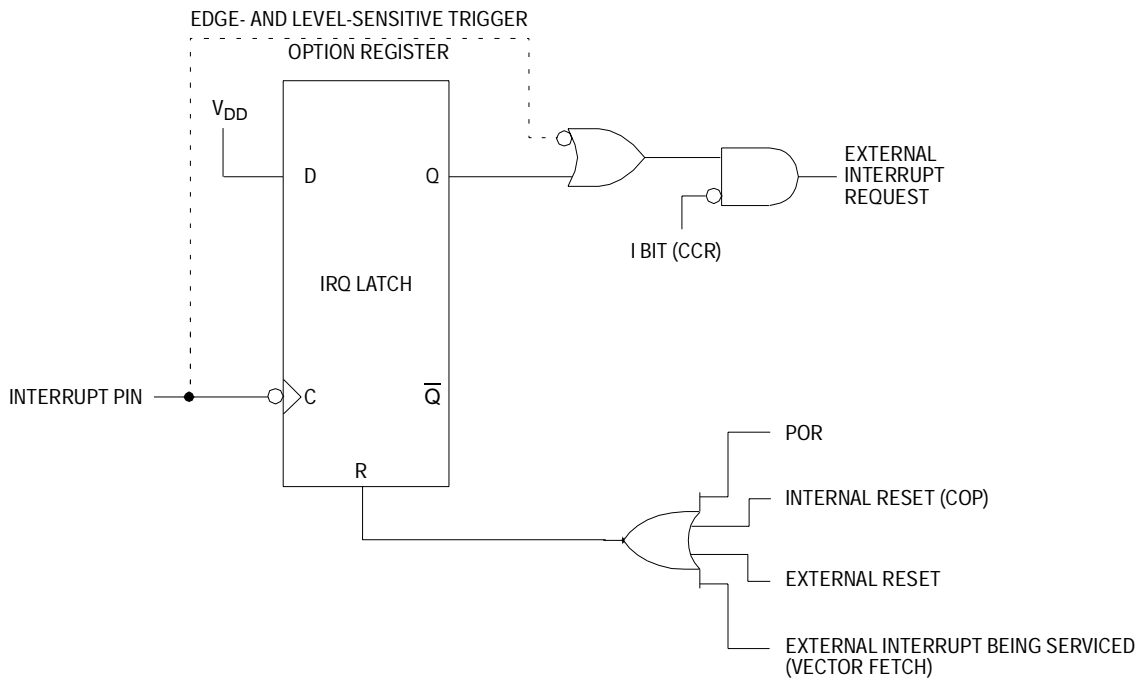 EDGE- AND LEVEL-SENSITIVE TRIGGER
OPTION REGISTER
VDD
D
Q
EXTERNAL
INTERRUPT
REQUEST
I BIT (CCR)
IRQ LATCH
INTERRUPT PIN
C
Q̅
R
POR
INTERNAL RESET (COP)
EXTERNAL RESET
EXTERNAL INTERRUPT BEING SERVICED
(VECTOR FETCH)